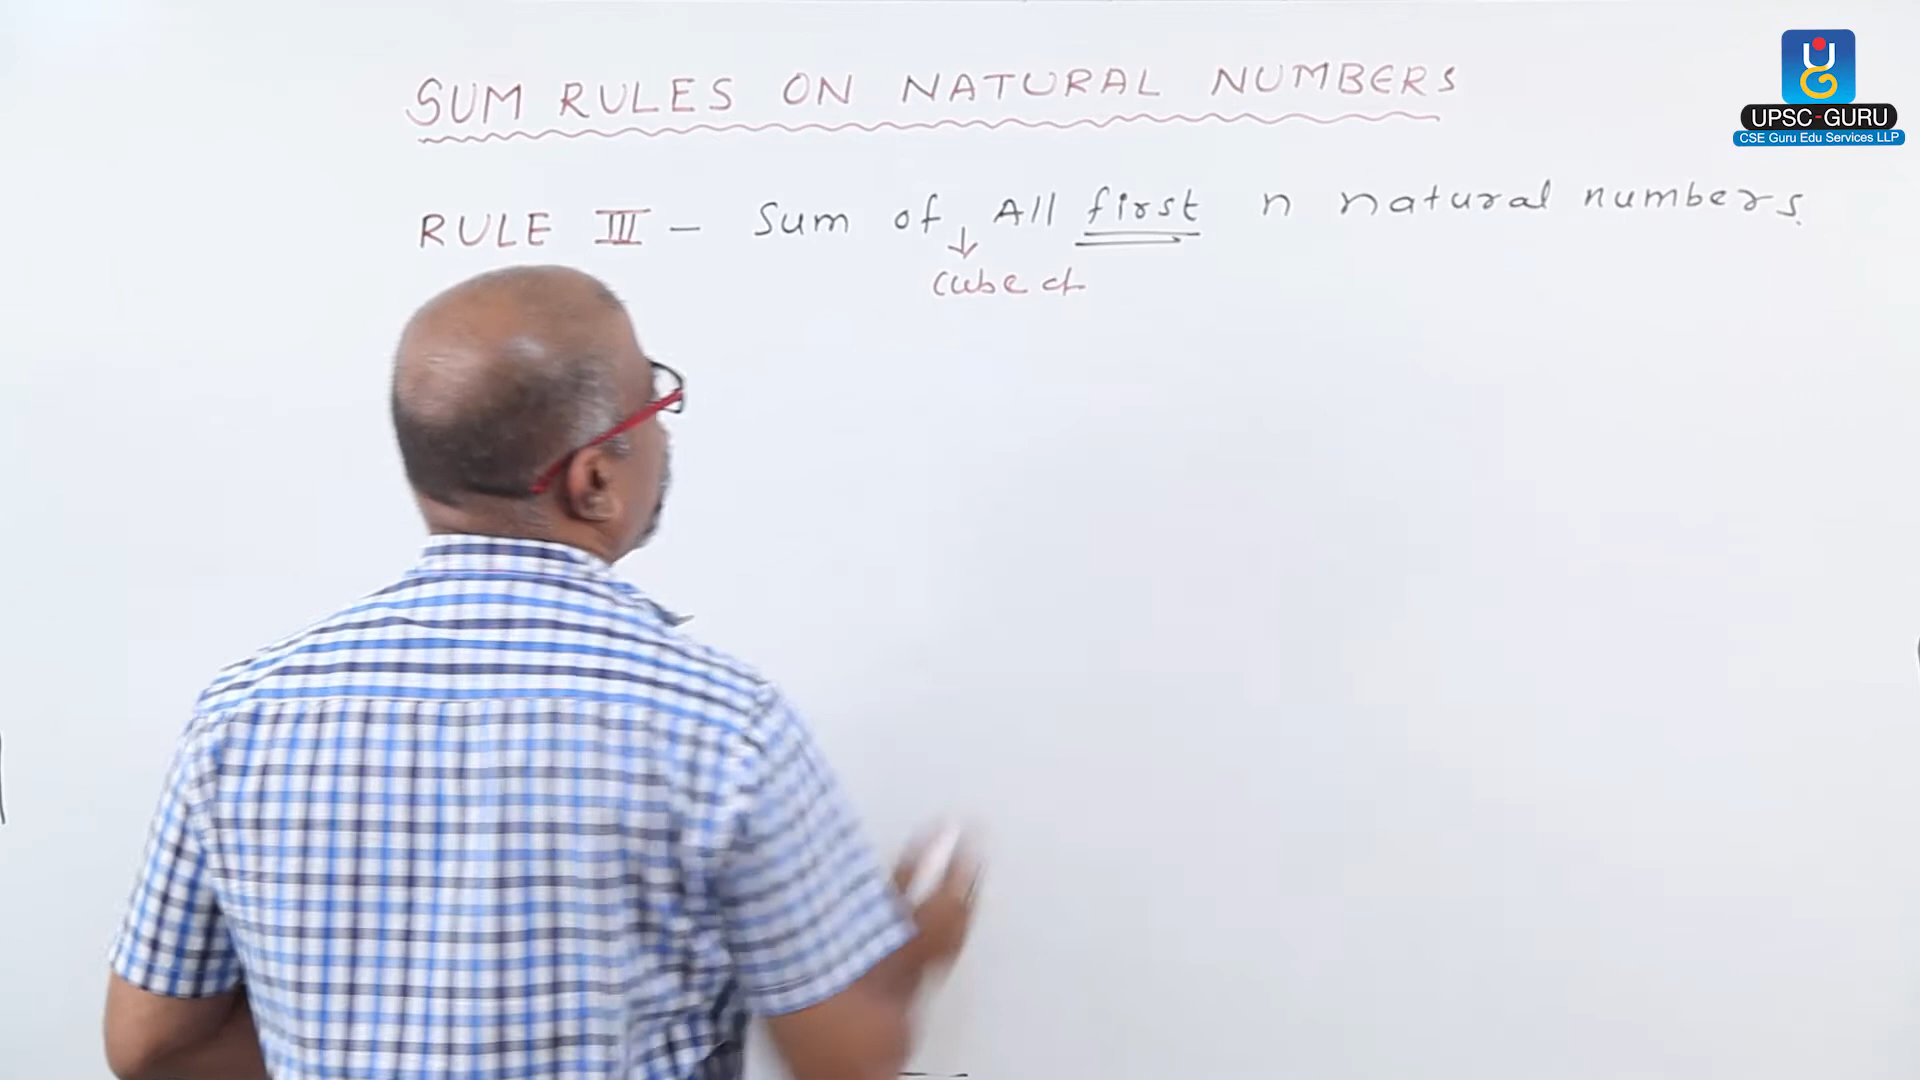 SUM RULES ON NATURAL NUMBERS
RULE III - Sum of All first n natural numbers.
Cube of
UPSC-GURU
CSE Guru Edu Services LLP